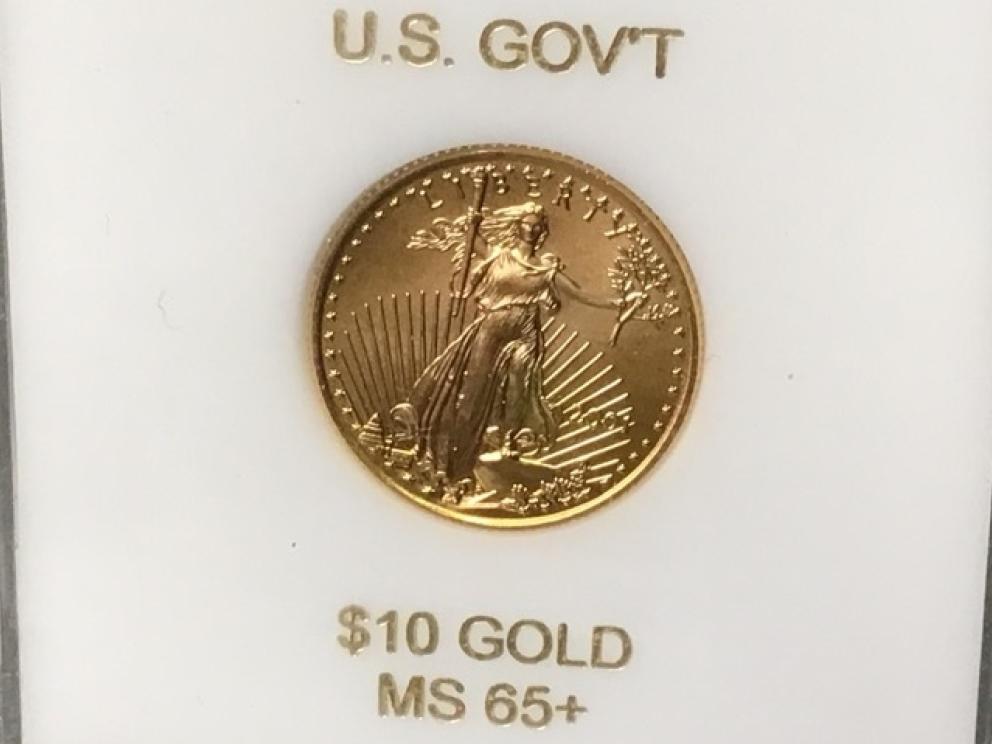 U.S. GOV'T
LIBERTY
$10 GOLD
MS 65+